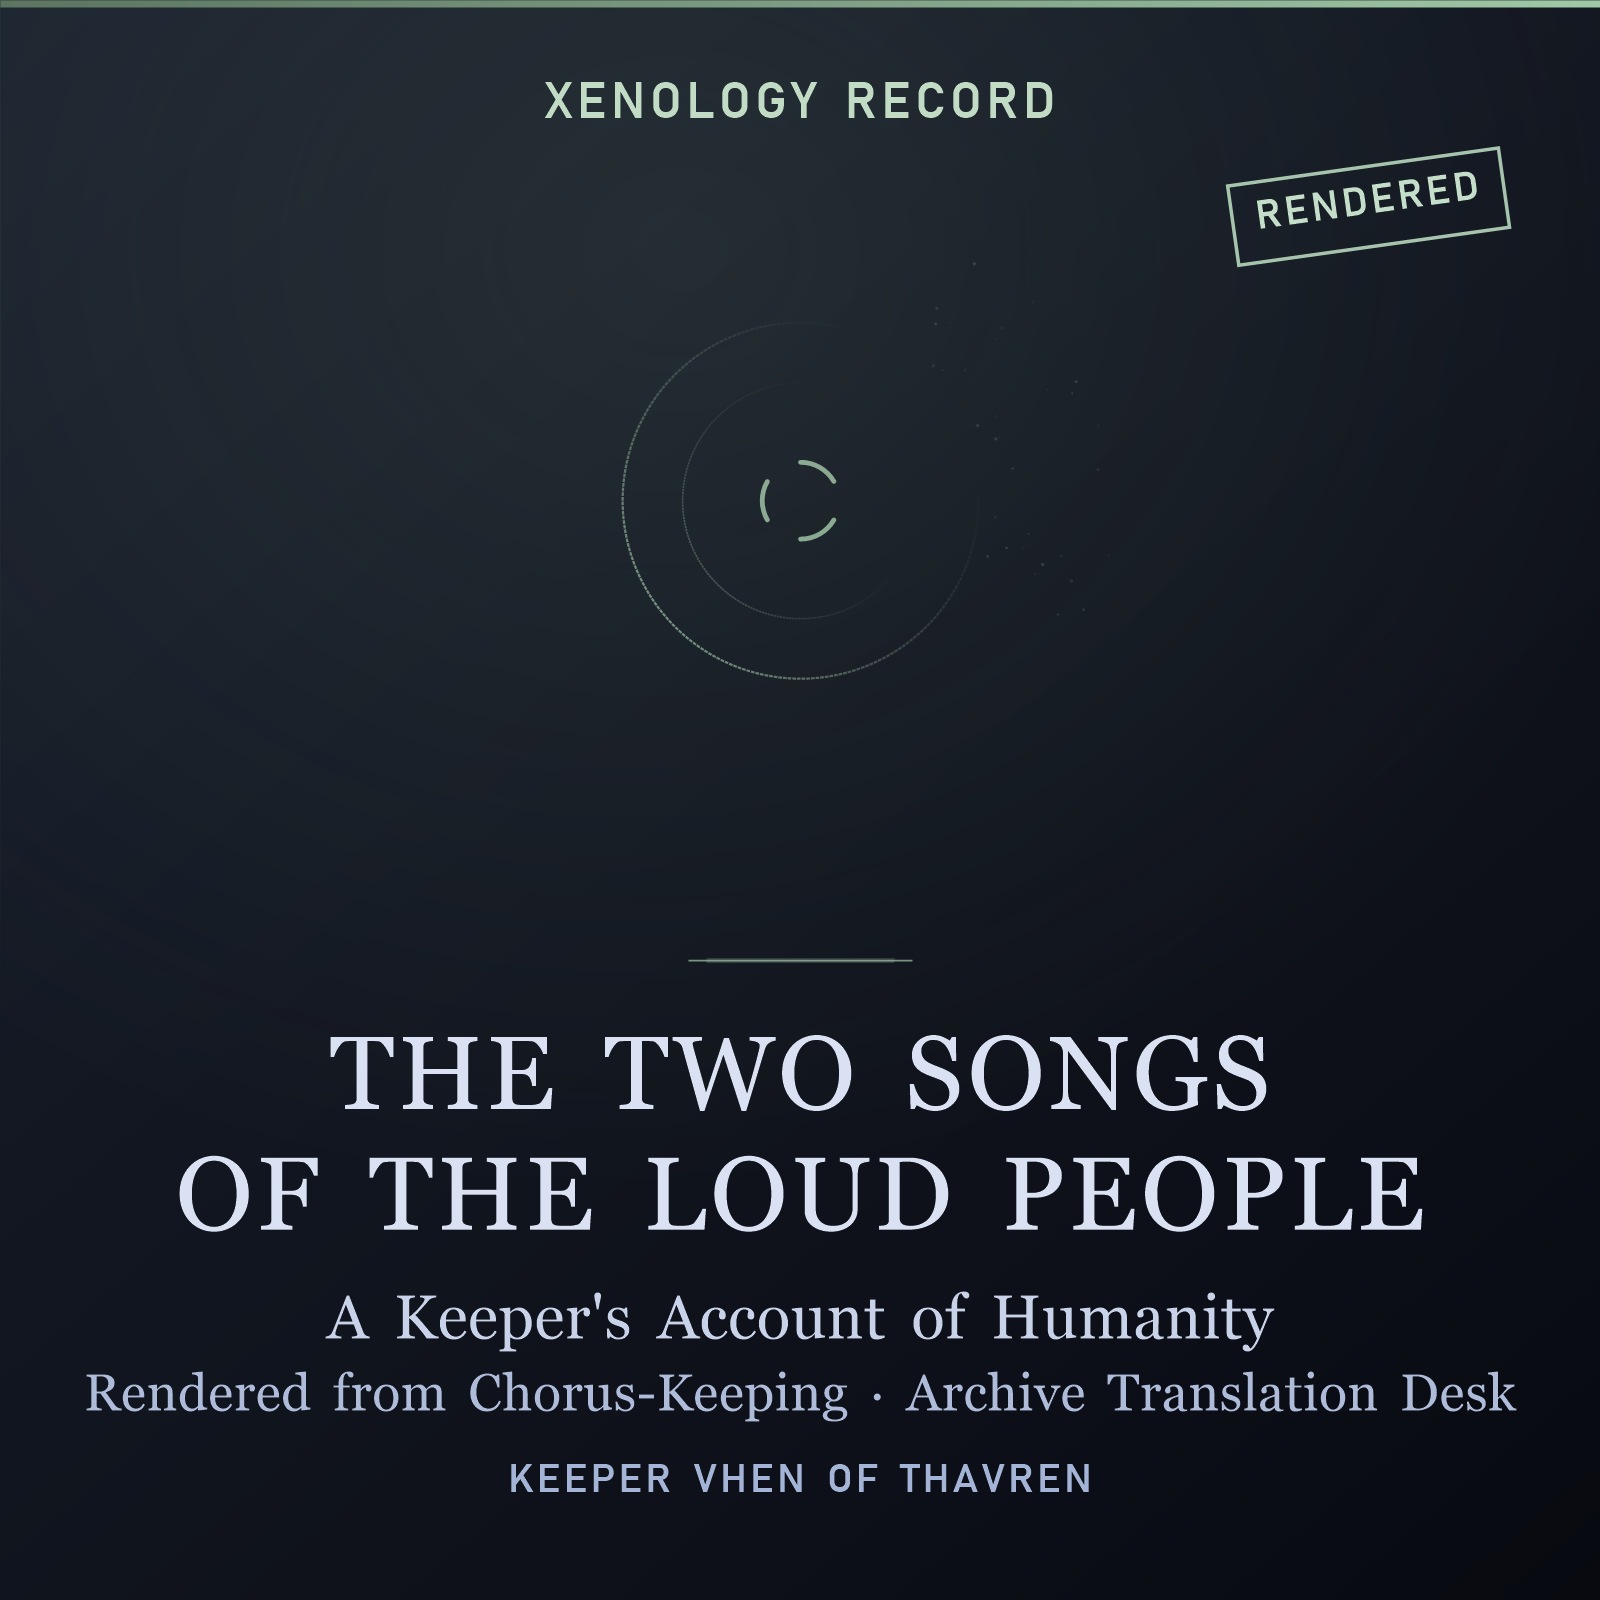 XENOLOGY RECORD
RENDERED
THE TWO SONGS
OF THE LOUD PEOPLE
A Keeper's Account of Humanity
Rendered from Chorus-Keeping · Archive Translation Desk
KEEPER VHEN OF THAVREN